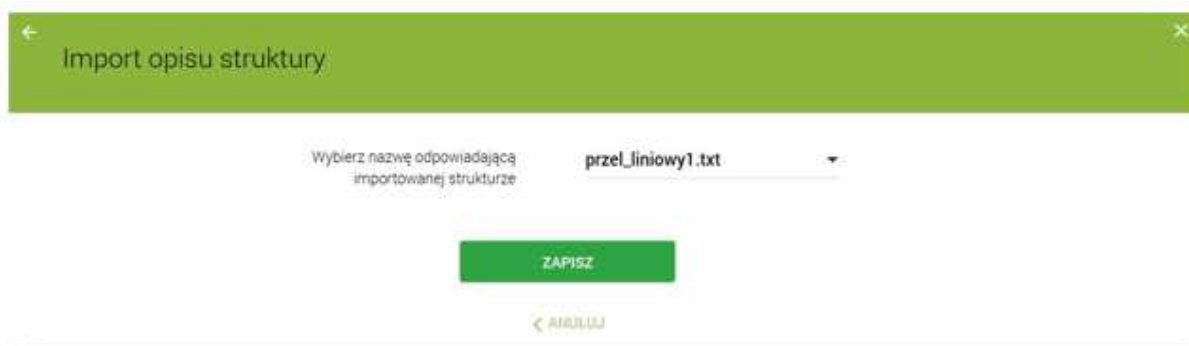 Import opisu struktury
Wybierz nazwę odpowiadającą
importowanej strukturze
przel_liniowy1.txt
ZAPISZ
ANULUJ